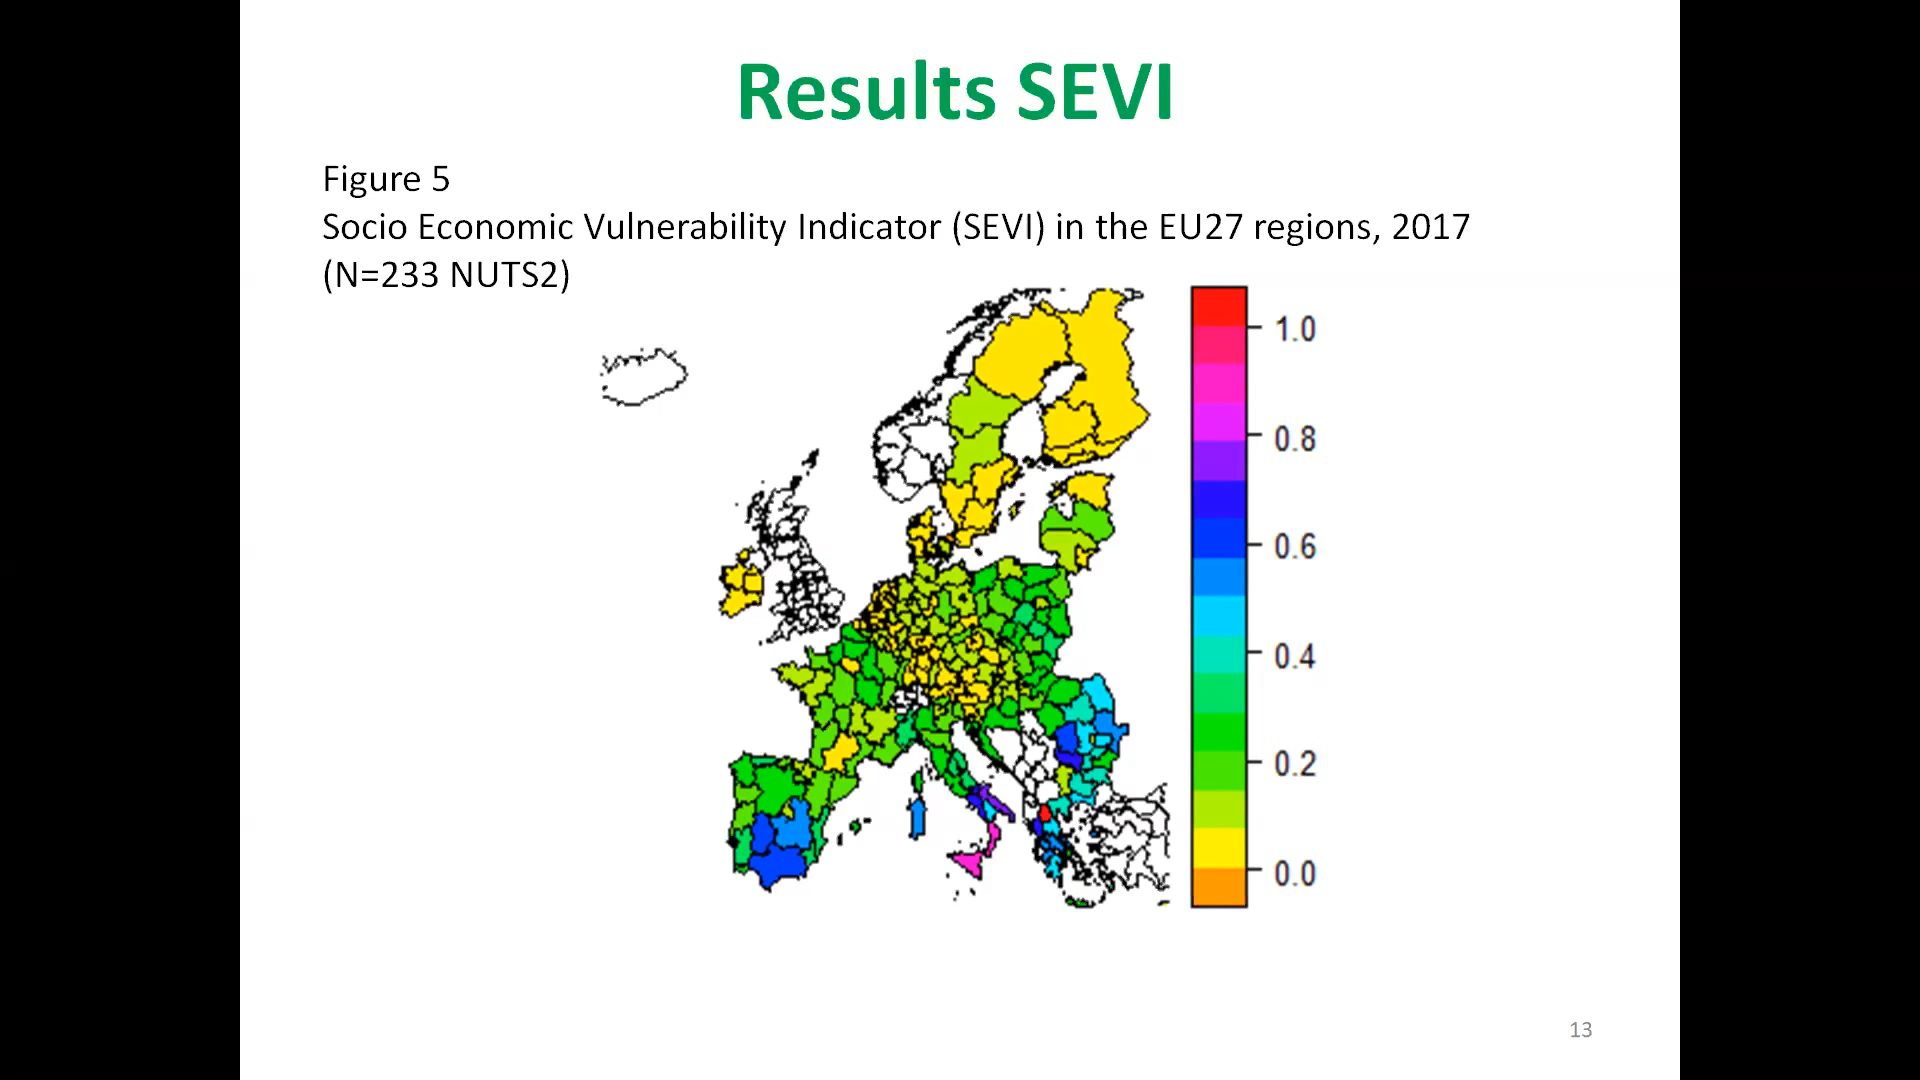 Results SEVI
Figure 5
Socio Economic Vulnerability Indicator (SEVI) in the EU27 regions, 2017
(N=233 NUTS2)
1.0
0.8
0.6
0.4
0.2
0.0
13